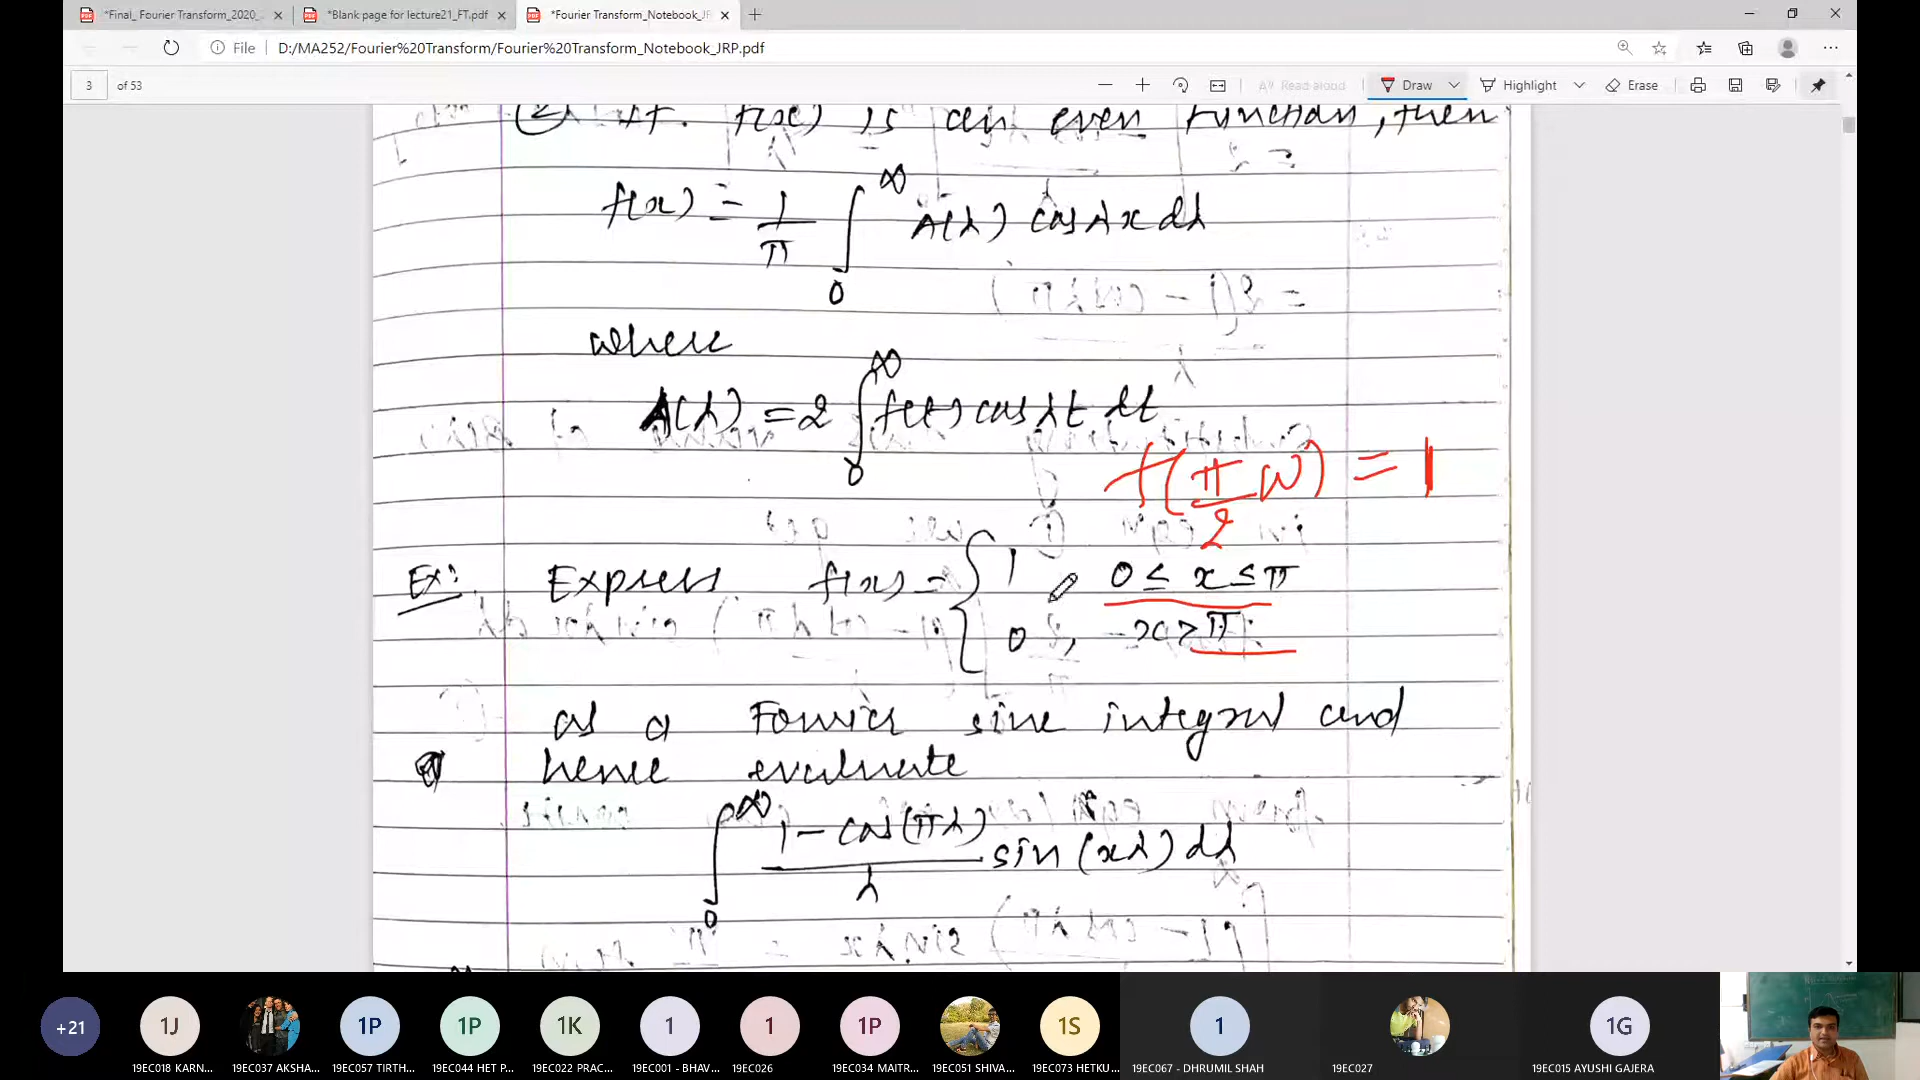 *Final_ Fourier Transform_2020_
*Blank page for lecture21_FT.pdf
*Fourier Transform_Notebook_JR
File
D:/MA252/Fourier%20Transform/Fourier%20Transform_Notebook_JRP.pdf
3 of 53
Read aloud
Draw
Highlight
Erase
(2) If f(x) is an even function, then
f(x) = 1/π ∫₀^∞ A(λ) cos λx dλ
where
A(λ) = 2 ∫₀^∞ f(t) cos λt dt
f(π/2 ω) = 1
Ex: Express f(x) = { 1, 0 ≤ x ≤ π
0, x > π
as a Fourier sine integral and
hence evaluate
∫₀^∞ 1 - cos(πλ)/λ sin(xλ) dλ
+21
1J
1P
1P
1K
1
1
1P
1S
1
1G
19EC018 KARN...
19EC037 AKSHA...
19EC057 TIRTH...
19EC044 HET P...
19EC022 PRAC...
19EC001 - BHAV...
19EC026
19EC034 MAITR...
19EC051 SHIVA...
19EC073 HETKU...
19EC067 - DHRUMIL SHAH
19EC027
19EC015 AYUSHI GAJERA